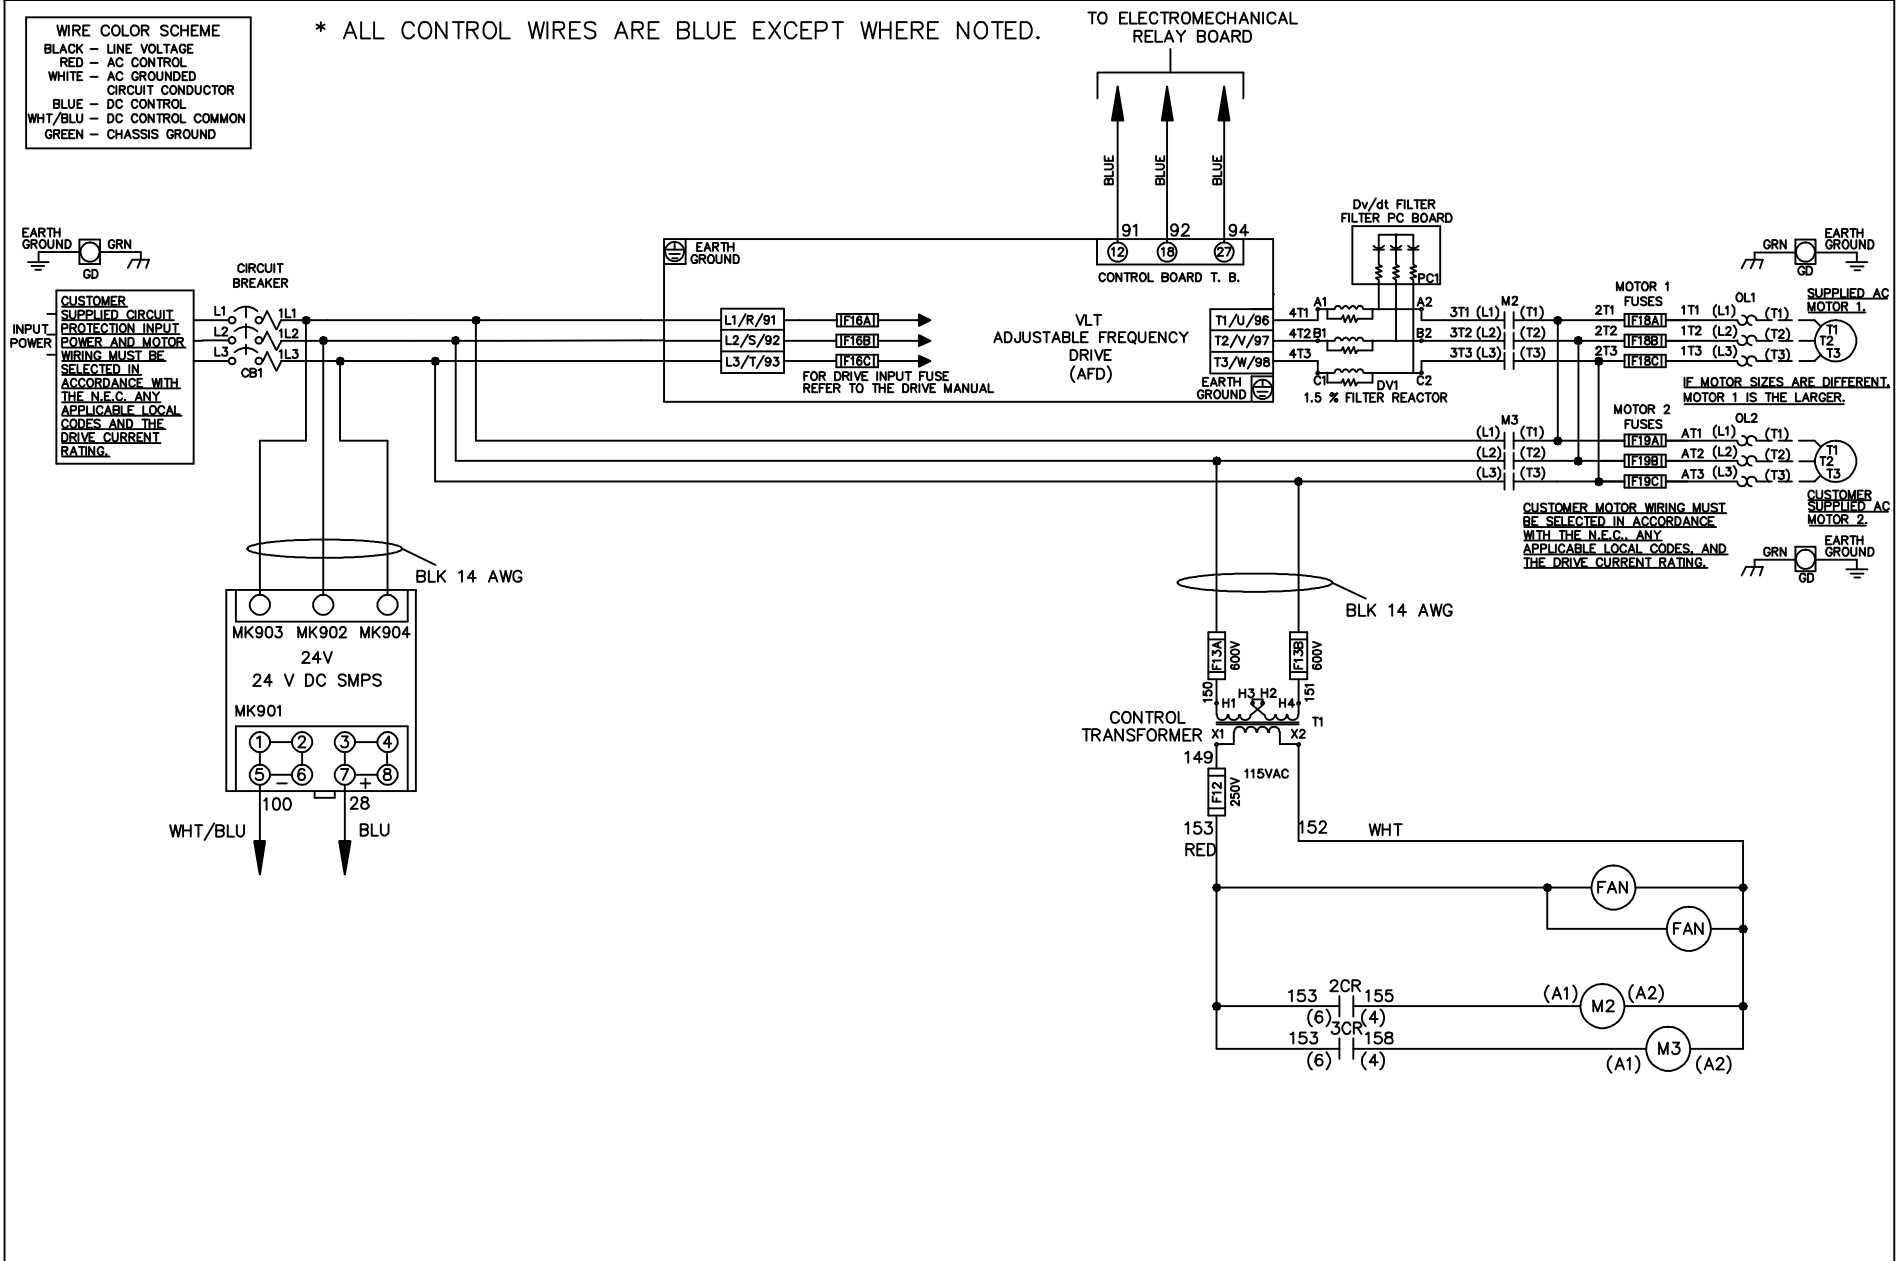 WIRE COLOR SCHEME
BLACK – LINE VOLTAGE
RED – AC CONTROL
WHITE – AC GROUNDED
CIRCUIT CONDUCTOR
BLUE – DC CONTROL
WHT/BLU – DC CONTROL COMMON
GREEN – CHASSIS GROUND
* ALL CONTROL WIRES ARE BLUE EXCEPT WHERE NOTED.
TO ELECTROMECHANICAL
RELAY BOARD
BLUE
BLUE
BLUE
91 92 94
12 18 27
CONTROL BOARD T. B.
EARTH
GROUND
GRN
GD
CIRCUIT
BREAKER
INPUT
POWER
CUSTOMER
SUPPLIED CIRCUIT
PROTECTION INPUT
POWER AND MOTOR
WIRING MUST BE
SELECTED IN
ACCORDANCE WITH
THE N.E.C. ANY
APPLICABLE LOCAL
CODES AND THE
DRIVE CURRENT
RATING.
L1 1L1
L2 1L2
L3 1L3
CB1
EARTH
GROUND
L1/R/91 F16A
L2/S/92 F16B
L3/T/93 F16C
FOR DRIVE INPUT FUSE
REFER TO THE DRIVE MANUAL
VLT
ADJUSTABLE FREQUENCY
DRIVE
(AFD)
T1/U/96
T2/V/97
T3/W/98
EARTH
GROUND
Dv/dt FILTER
FILTER PC BOARD
PC1
4T1 A1 A2 3T1 (L1) M2 (T1)
4T2 B1 B2 3T2 (L2) (T2)
4T3 3T3 (L3) (T3)
C1 DV1 C2
1.5 % FILTER REACTOR
MOTOR 1
FUSES
2T1 F18A 1T1 (L1) OL1 (T1)
2T2 F18B 1T2 (L2) (T2)
2T3 F18C 1T3 (L3) (T3)
GRN
GD
EARTH
GROUND
SUPPLIED AC
MOTOR 1.
T1
T2
T3
IF MOTOR SIZES ARE DIFFERENT,
MOTOR 1 IS THE LARGER.
M3
(L1) (T1)
(L2) (T2)
(L3) (T3)
MOTOR 2
FUSES
F19A AT1 (L1) OL2 (T1)
F19B AT2 (L2) (T2)
F19C AT3 (L3) (T3)
T1
T2
T3
CUSTOMER
SUPPLIED AC
MOTOR 2.
CUSTOMER MOTOR WIRING MUST
BE SELECTED IN ACCORDANCE
WITH THE N.E.C., ANY
APPLICABLE LOCAL CODES, AND
THE DRIVE CURRENT RATING.
GRN
GD
EARTH
GROUND
BLK 14 AWG
MK903 MK902 MK904
24V
24 V DC SMPS
MK901
1 2 3 4
5 – 6 7 + 8
100 28
WHT/BLU BLU
BLK 14 AWG
F13A
600V
F13B
600V
150
151
H1 H3 H2 H4
T1
CONTROL
TRANSFORMER
X1 X2
149
115VAC
F12
250V
153
RED
152 WHT
FAN
FAN
153 2CR 155 (A1) M2 (A2)
(6) (4)
153 3CR 158 M3
(6) (4) (A1) (A2)